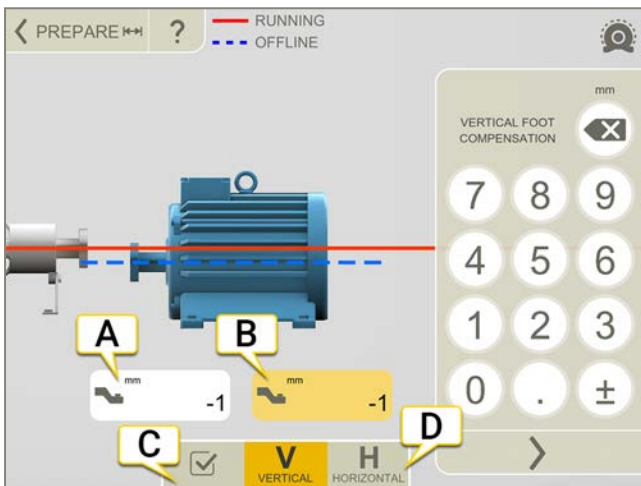 PREPARE
?
RUNNING
OFFLINE
mm
VERTICAL FOOT
COMPENSATION
7 8 9
4 5 6
1 2 3
0 . ±
A
mm
-1
B
mm
-1
C
V
VERTICAL
H
HORIZONTAL
D